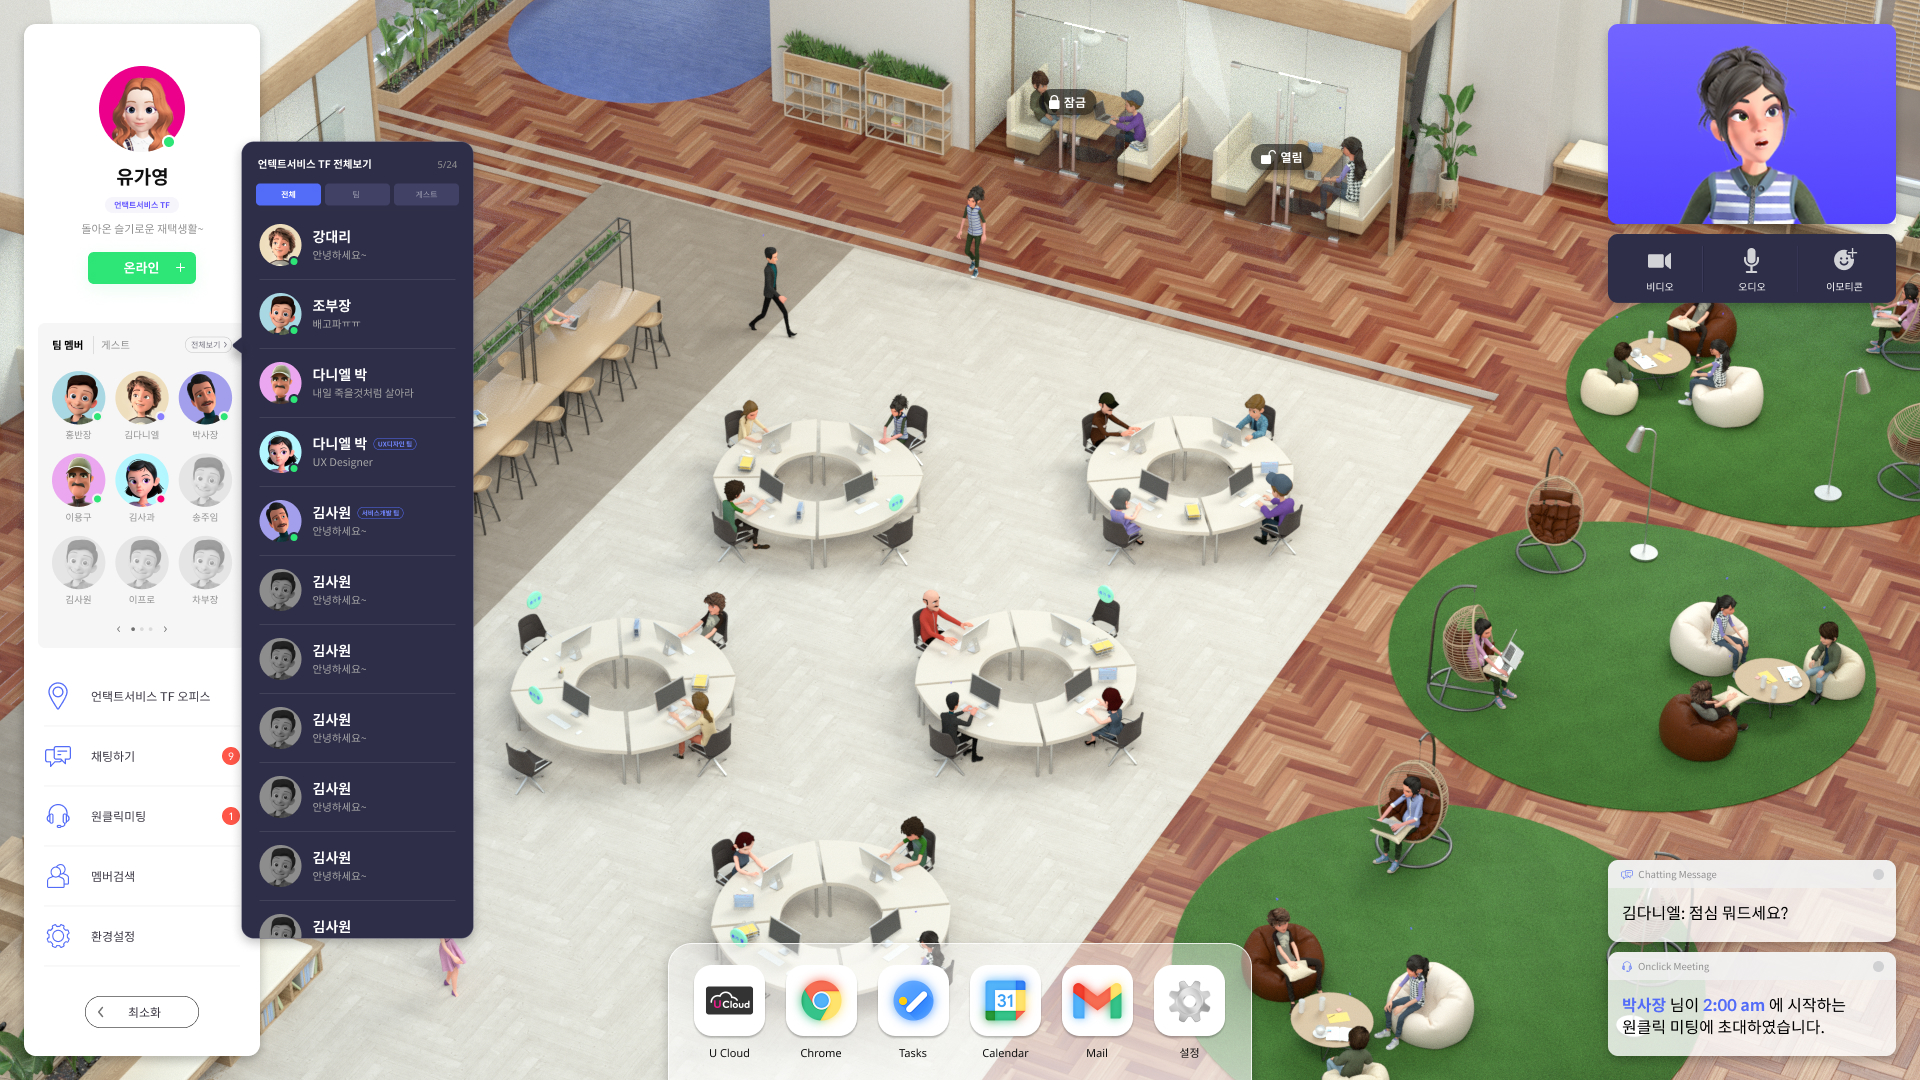 유가영
언택트서비스 TF
돌아온 슬기로운 재택생활~
온라인 +
팀 멤버
게스트
전체보기 >
홍반장
김다니엘
박사장
이용구
김사과
송주임
김사원
이프로
차부장
언택트서비스 TF 오피스
채팅하기
9
원클릭미팅
1
멤버검색
환경설정
최소화
언택트서비스 TF 전체보기
5/24
전체
팀
게스트
강대리
안녕하세요~
조부장
배고파ㅠㅠ
다니엘 박
내일 죽을것처럼 살아라
다니엘 박
UX디자인 팀
UX Designer
김사원
서비스개발 팀
안녕하세요~
김사원
안녕하세요~
김사원
안녕하세요~
김사원
안녕하세요~
김사원
안녕하세요~
김사원
안녕하세요~
김사원
잠금
열림
비디오
오디오
이모티콘
Chatting Message
김다니엘: 점심 뭐드세요?
Onclick Meeting
박사장 님이 2:00 am 에 시작하는
원클릭 미팅에 초대하였습니다.
UCloud
31
U Cloud
Chrome
Tasks
Calendar
Mail
설정